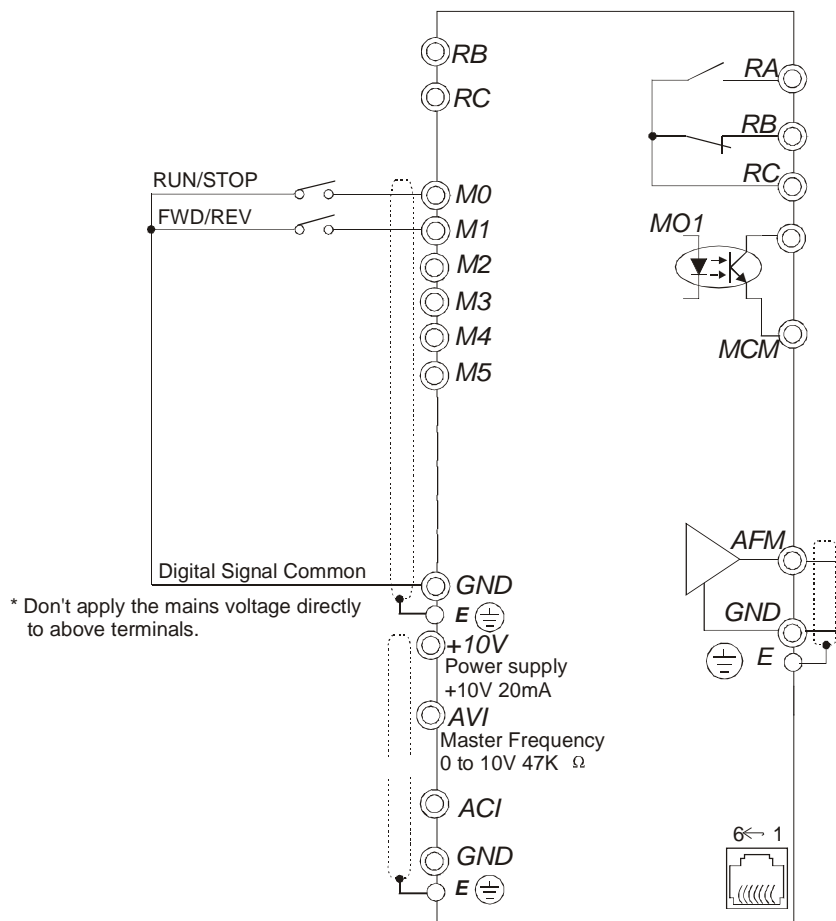 RB
RC
RUN/STOP
M0
FWD/REV
M1
M2
M3
M4
M5
Digital Signal Common
GND
* Don't apply the mains voltage directly
to above terminals.
E
+10V
Power supply
+10V 20mA
AVI
Master Frequency
0 to 10V 47K Ω
ACI
GND
E
RA
RB
RC
MO1
MCM
AFM
GND
E
6← 1